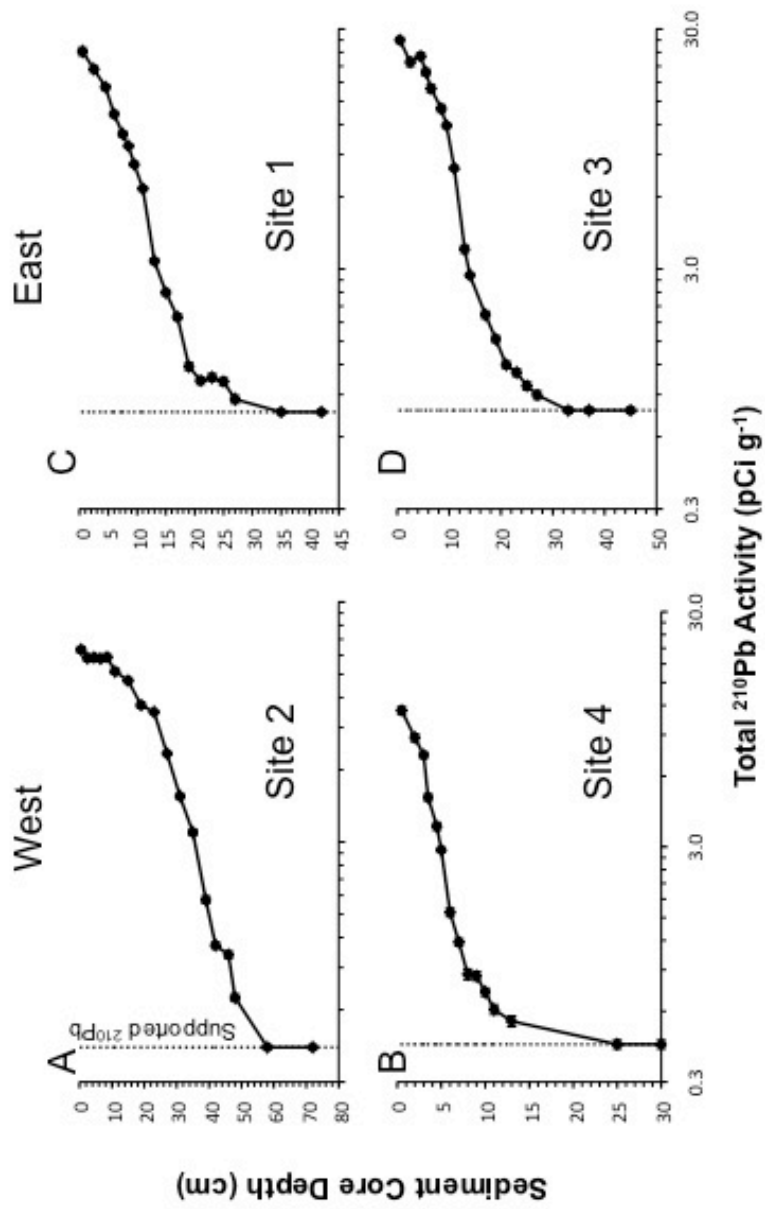 West
East
A
Supported ²¹⁰Pb
Site 2
0
10
20
30
40
50
60
70
80
C
Site 1
0
5
10
15
20
25
30
35
40
45
B
Site 4
0
5
10
15
20
25
30
0.3 3.0 30.0
D
Site 3
0
10
20
30
40
50
0.3 3.0 30.0
Sediment Core Depth (cm)
Total ²¹⁰Pb Activity (pCi g⁻¹)